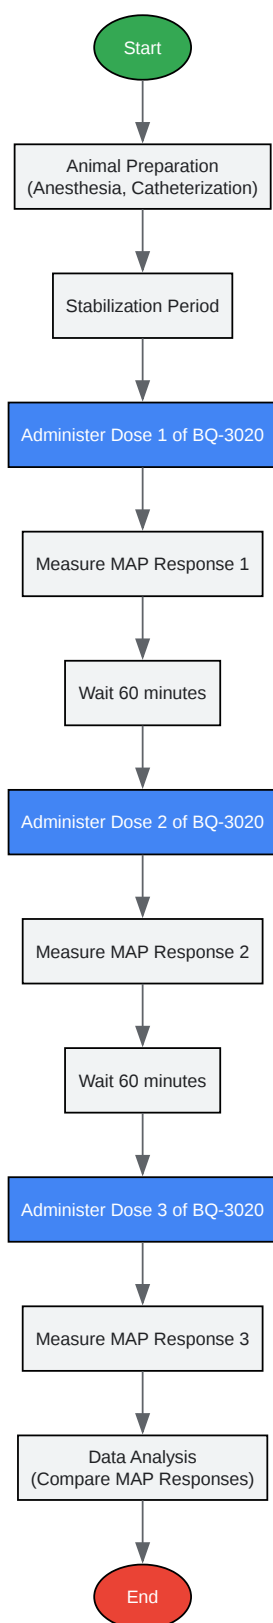 Start
Animal Preparation
(Anesthesia, Catheterization)
Stabilization Period
Administer Dose 1 of BQ-3020
Measure MAP Response 1
Wait 60 minutes
Administer Dose 2 of BQ-3020
Measure MAP Response 2
Wait 60 minutes
Administer Dose 3 of BQ-3020
Measure MAP Response 3
Data Analysis
(Compare MAP Responses)
End